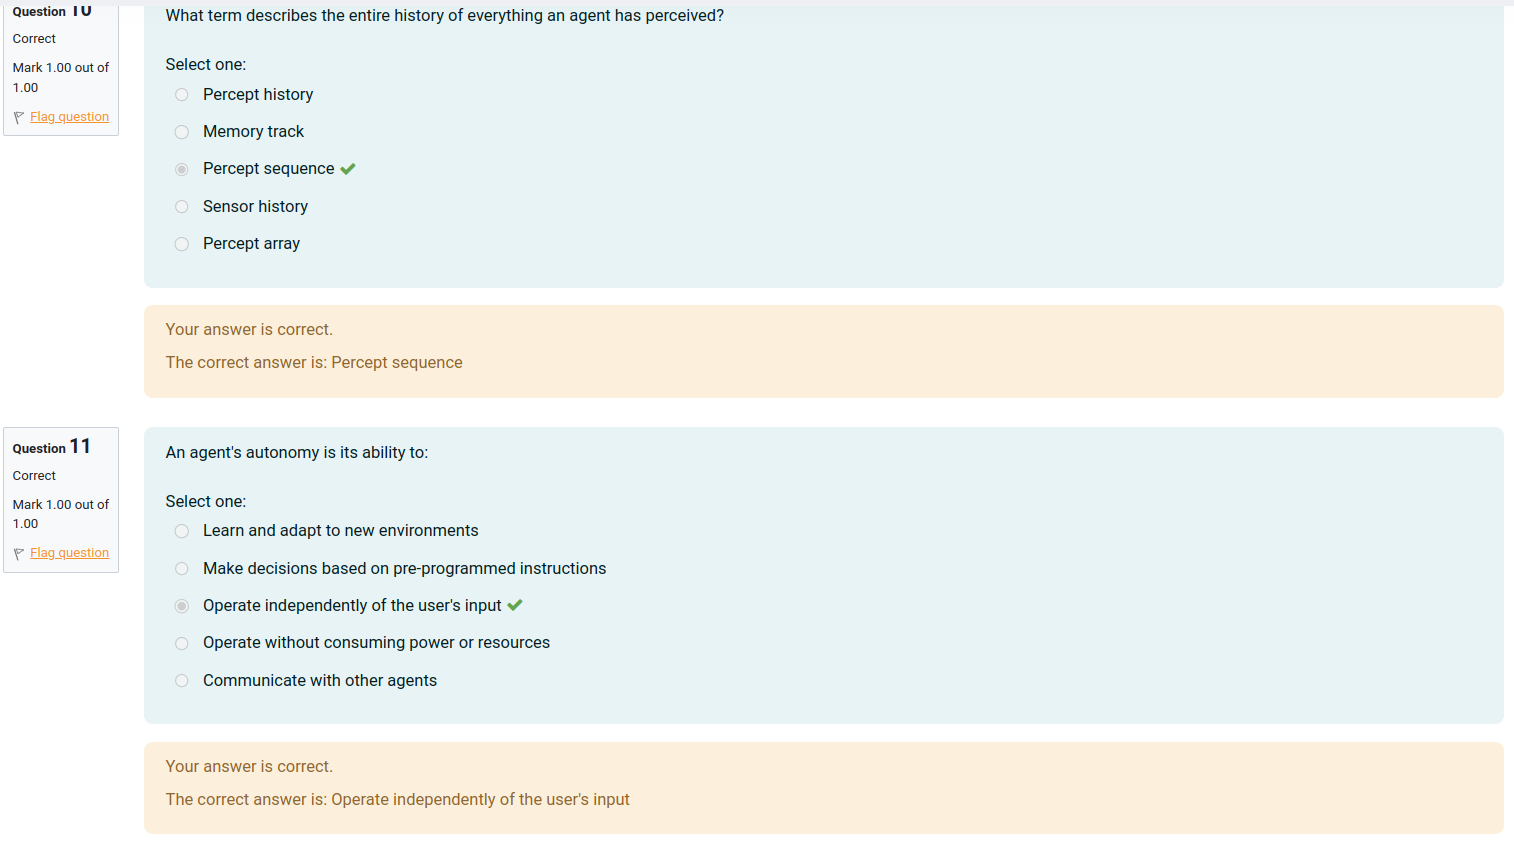 Question 10
Correct
Mark 1.00 out of
1.00
Flag question
What term describes the entire history of everything an agent has perceived?
Select one:
Percept history
Memory track
Percept sequence
Sensor history
Percept array
Your answer is correct.
The correct answer is: Percept sequence
Question 11
Correct
Mark 1.00 out of
1.00
Flag question
An agent's autonomy is its ability to:
Select one:
Learn and adapt to new environments
Make decisions based on pre-programmed instructions
Operate independently of the user's input
Operate without consuming power or resources
Communicate with other agents
Your answer is correct.
The correct answer is: Operate independently of the user's input